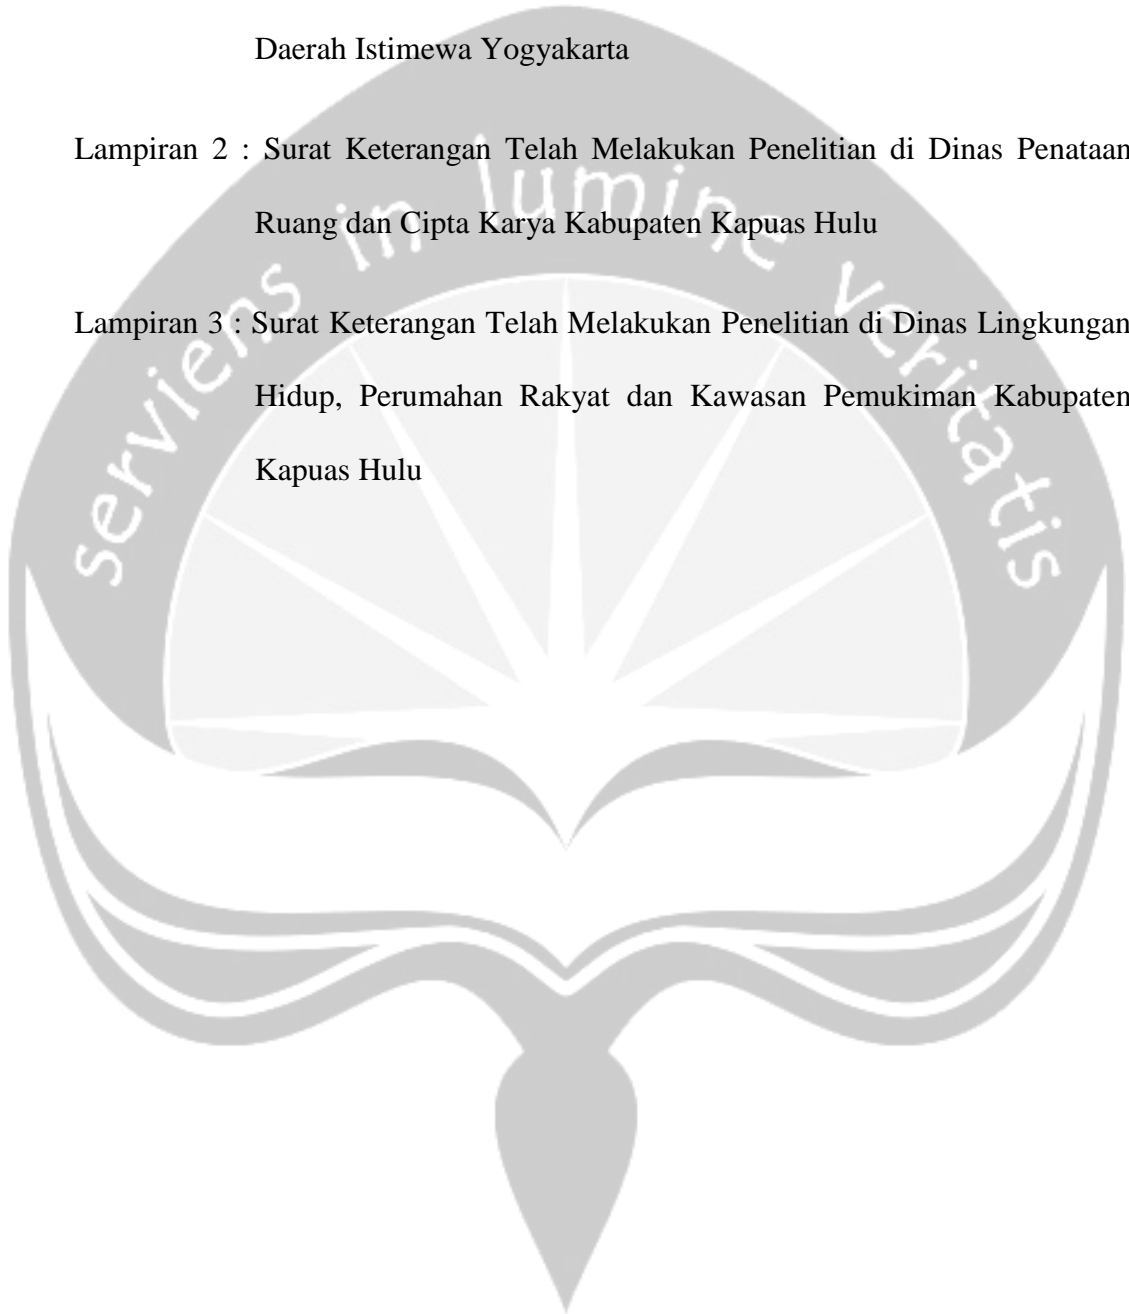 Daerah Istimewa Yogyakarta
Lampiran 2 : Surat Keterangan Telah Melakukan Penelitian di Dinas Penataan
Ruang dan Cipta Karya Kabupaten Kapuas Hulu
Lampiran 3 : Surat Keterangan Telah Melakukan Penelitian di Dinas Lingkungan
Hidup, Perumahan Rakyat dan Kawasan Pemukiman Kabupaten
Kapuas Hulu
serviens in lumine veritatis